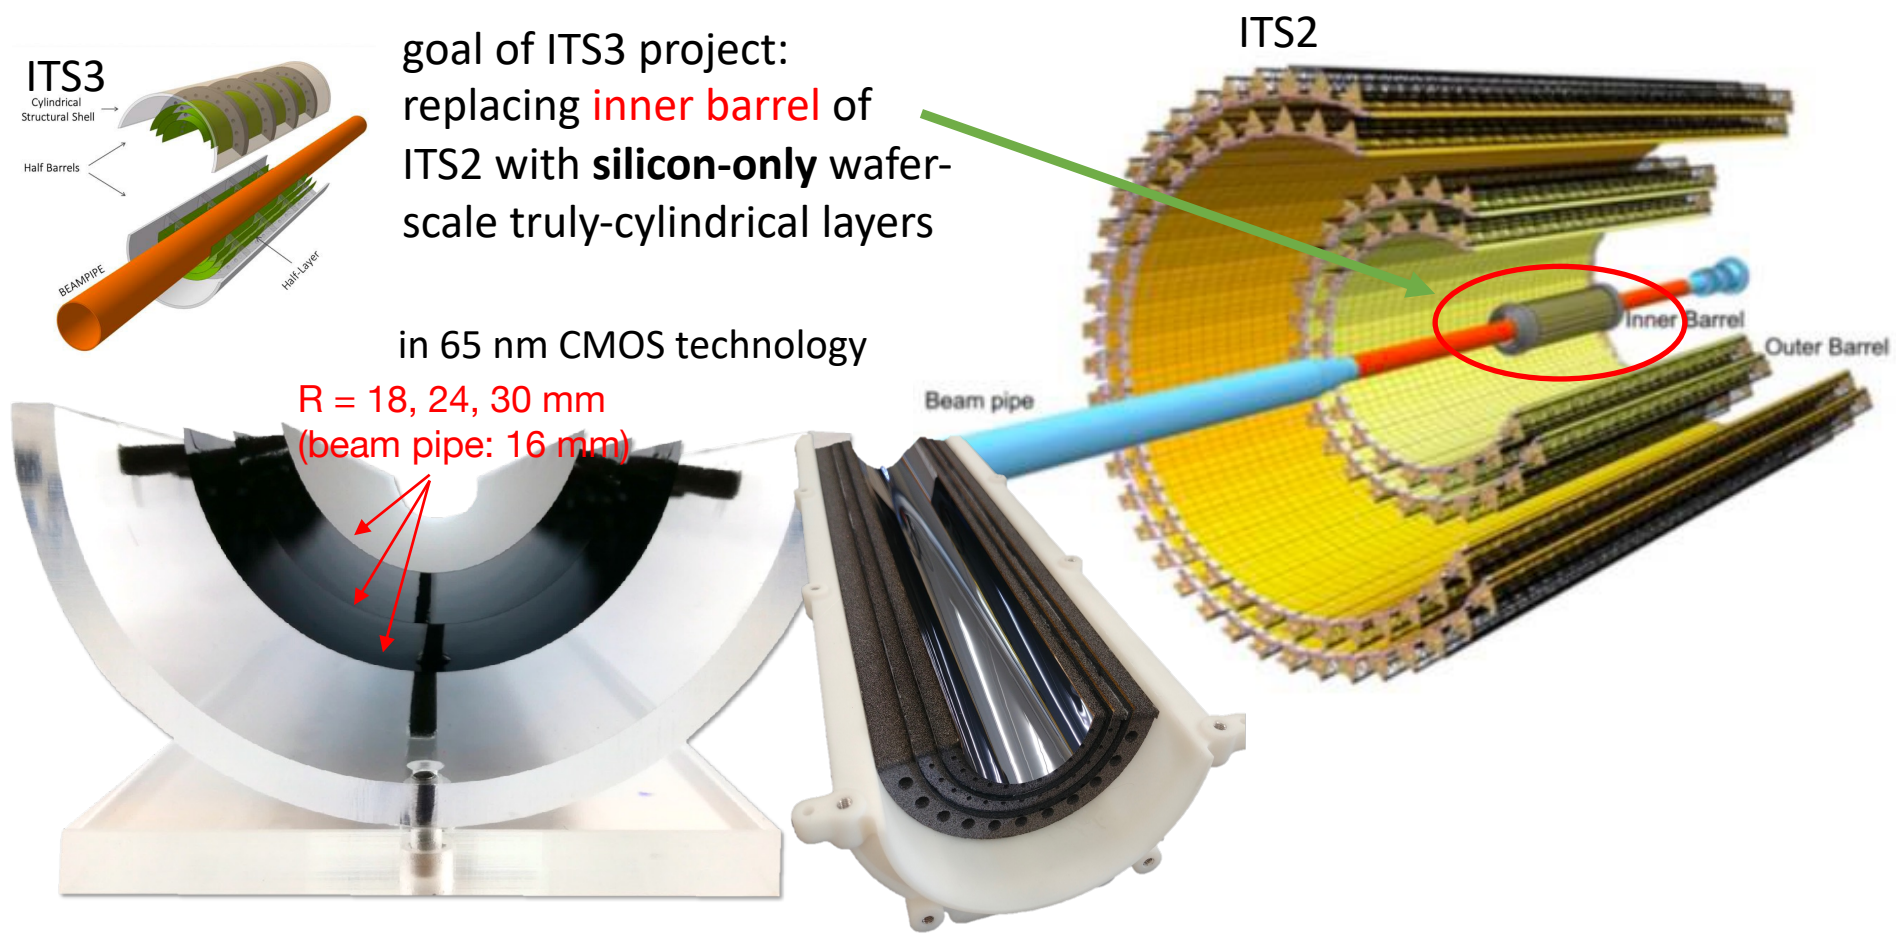 ITS3
Cylindrical
Structural Shell
Half Barrels
BEAMPIPE
Half-Layer
goal of ITS3 project:
replacing inner barrel of
ITS2 with silicon-only wafer-
scale truly-cylindrical layers
in 65 nm CMOS technology
R = 18, 24, 30 mm
(beam pipe: 16 mm)
ITS2
Inner Barrel
Outer Barrel
Beam pipe